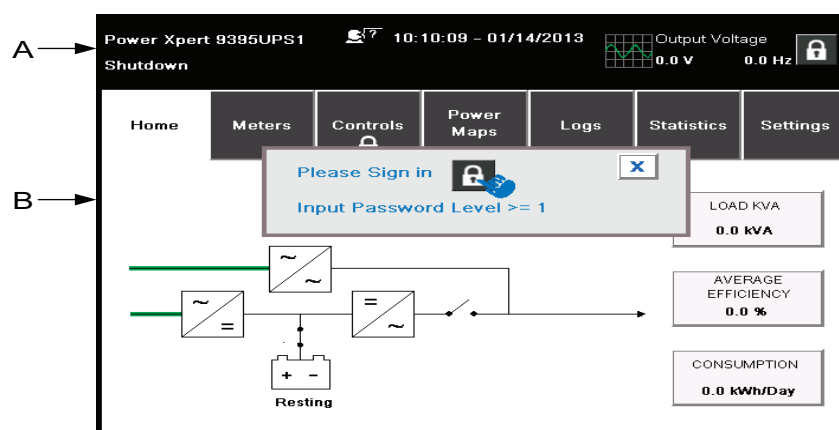 A
Power Xpert 9395UPS1
10:10:09 - 01/14/2013
Output Voltage
Shutdown
0.0 V 0.0 Hz
Home Meters Controls Power Maps Logs Statistics Settings
Please Sign in X
B
Input Password Level >= 1
LOAD KVA
0.0 kVA
~
~
AVERAGE
EFFICIENCY
0.0 %
~
=
=
~
+ -
Resting
CONSUMPTION
0.0 kWh/Day